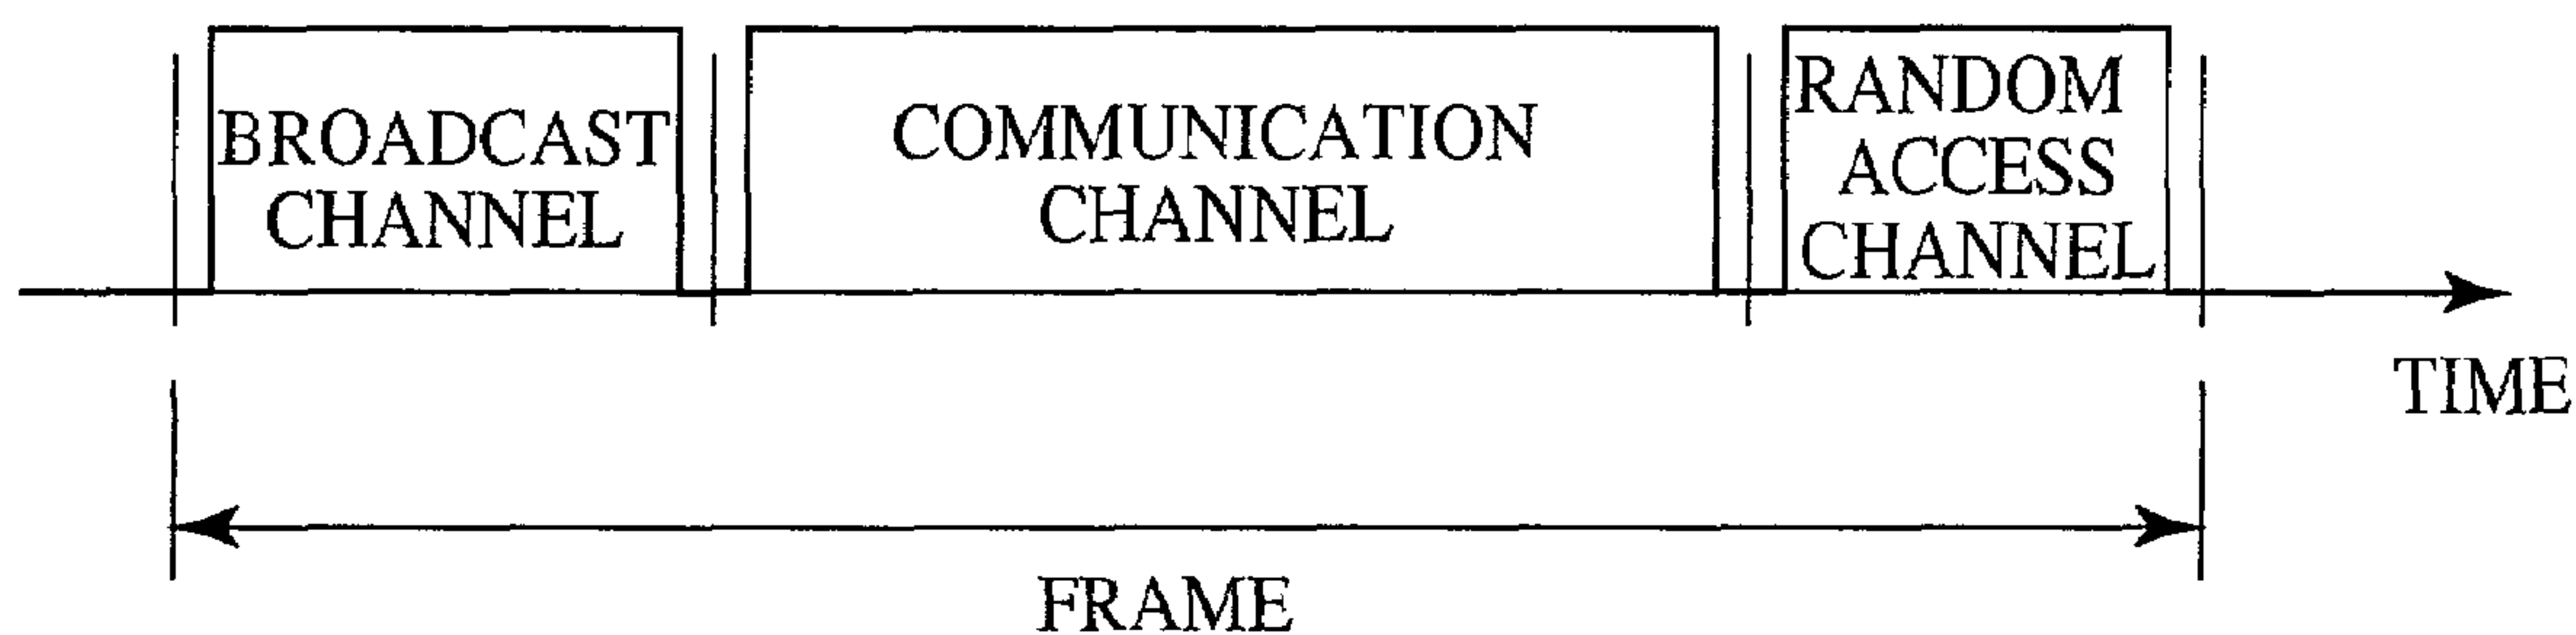 BROADCAST
CHANNEL
COMMUNICATION
CHANNEL
RANDOM
ACCESS
CHANNEL
TIME
FRAME